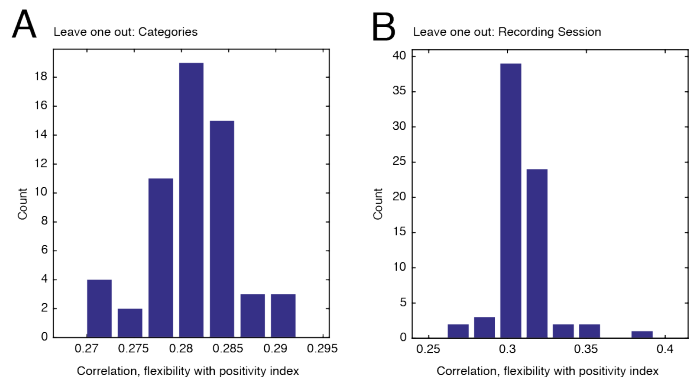 A
Leave one out: Categories
18
16
14
12
10
8
6
4
2
0
Count
0.27 0.275 0.28 0.285 0.29 0.295
Correlation, flexibility with positivity index
B
Leave one out: Recording Session
40
35
30
25
20
15
10
5
0
Count
0.25 0.3 0.35 0.4
Correlation, flexibility with positivity index